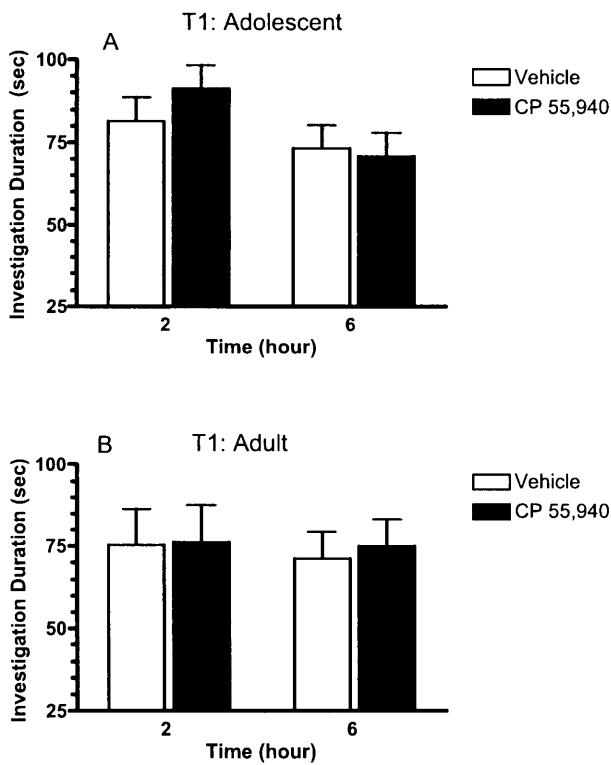 T1: Adolescent
A
Investigation Duration (sec)
100
75
50
25
2
6
Time (hour)
Vehicle
CP 55,940
T1: Adult
B
Investigation Duration (sec)
100
75
50
25
2
6
Time (hour)
Vehicle
CP 55,940